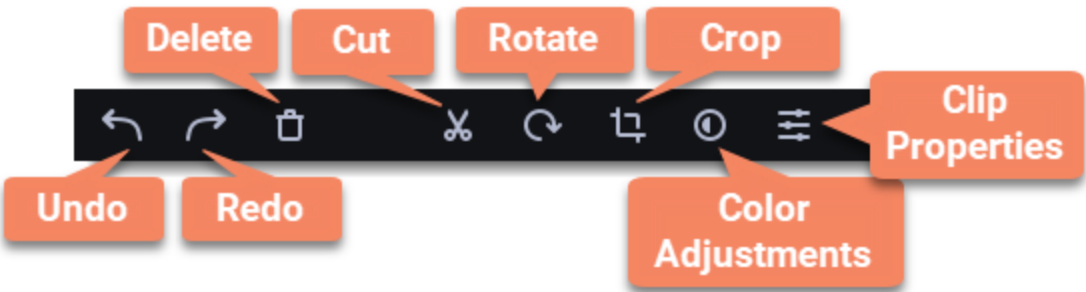 Delete
Cut
Rotate
Crop
Clip
Properties
Undo
Redo
Color
Adjustments